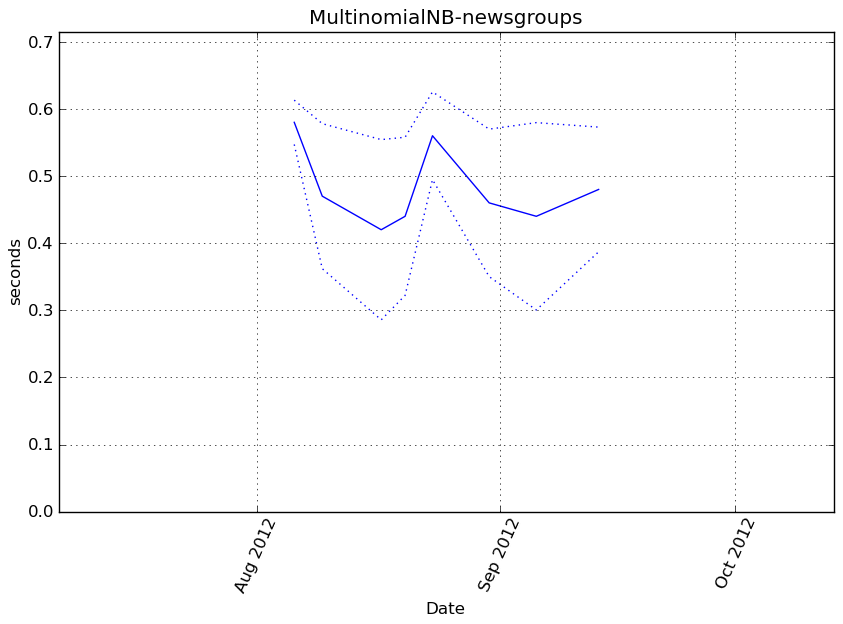 MultinomialNB-newsgroups
0.7
0.6
0.5
0.4
0.3
0.2
0.1
0.0
seconds
Aug 2012
Sep 2012
Oct 2012
Date